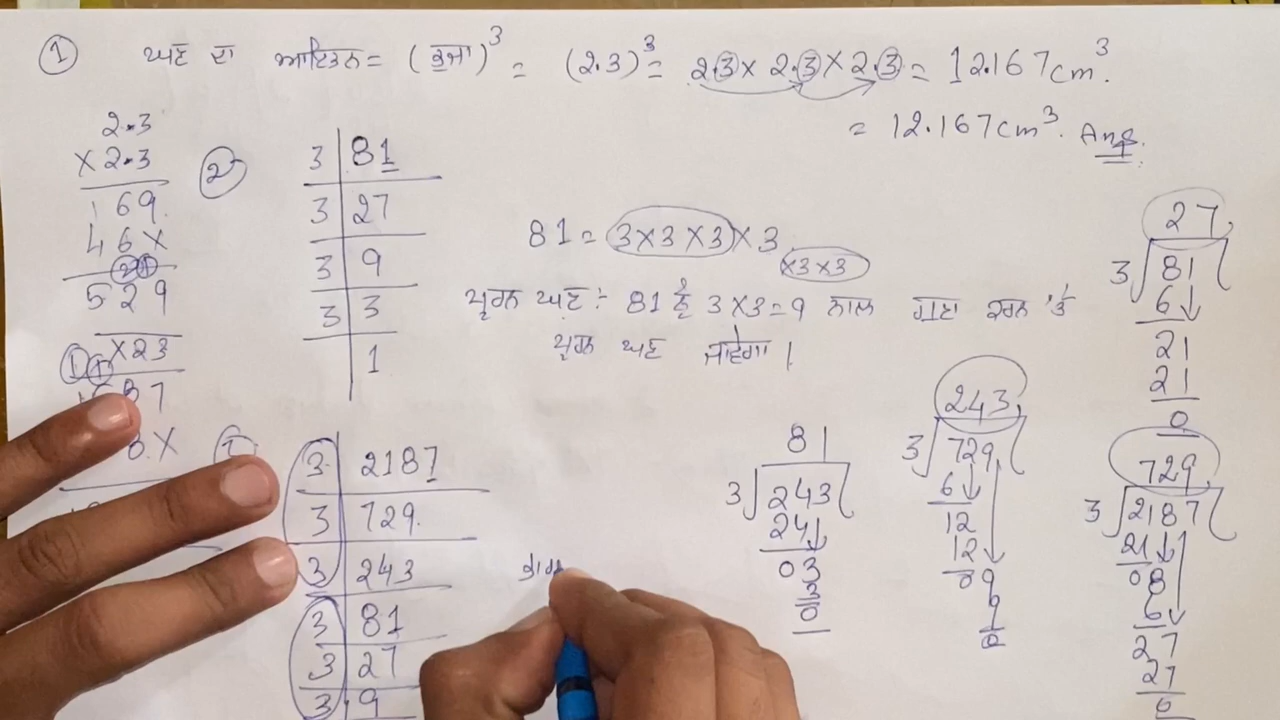 ① ਘਣ ਦਾ ਆਇਤਨ = (ਭੁਜਾ)³ = (2.3)³ = 2.3 × 2.3 × 2.3 = 12.167 cm³.
= 12.167 cm³. Ans.
2.3
× 2.3
169
46×
529
×23
②
3 | 81
3 | 27
3 | 9
3 | 3
1
81 = 3×3×3×3
×3×3
ਪੂਰਨ ਘਣ :- 81 ਨੂੰ 3×3=9 ਨਾਲ ਗੁਣਾ ਕਰਨ 'ਤੇ
ਪੂਰਨ ਘਣ ਜਾਵੇਗਾ।
27
3 81
6
21
21
0
3 | 2187
3 | 729
3 | 243
3 | 81
3 | 27
3 | 9
81
3 243
24
03
3
0
243
3 729
6
12
12
09
9
0
729
3 2187
21
08
6
27
27
0